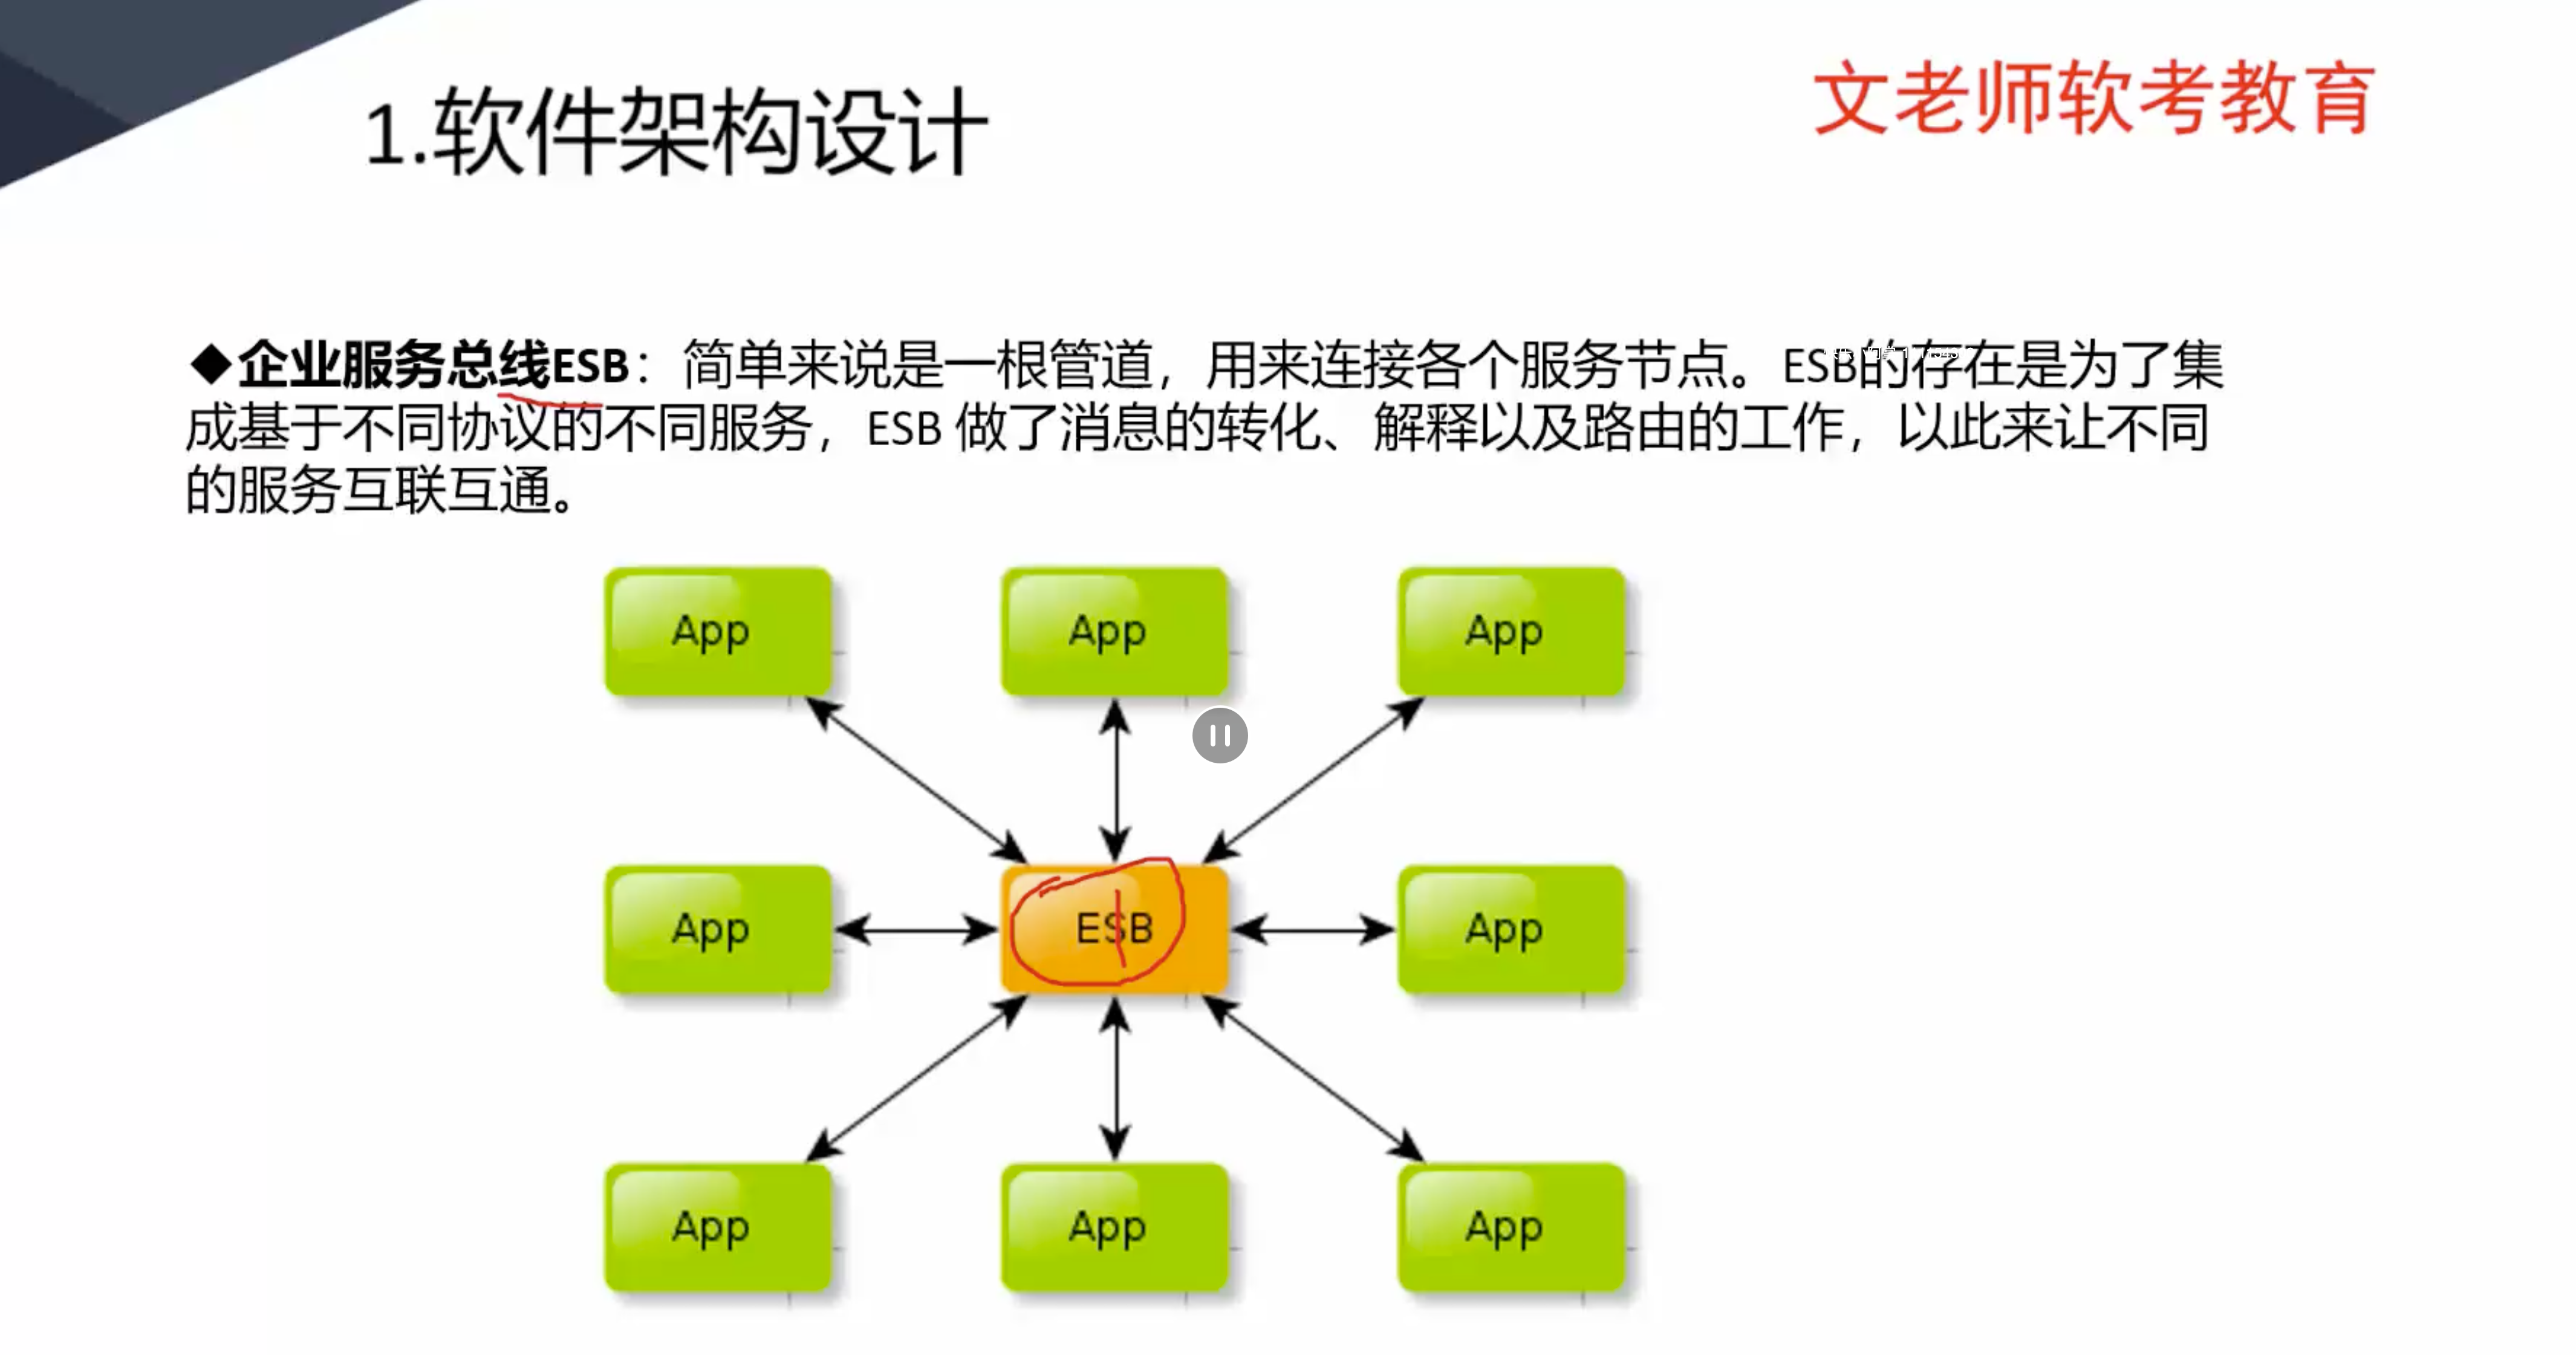 1.软件架构设计
文老师软考教育
◆企业服务总线ESB：简单来说是一根管道，用来连接各个服务节点。ESB的存在是为了集
成基于不同协议的不同服务，ESB 做了消息的转化、解释以及路由的工作，以此来让不同
的服务互联互通。
App
App
App
App
ESB
App
App
App
App